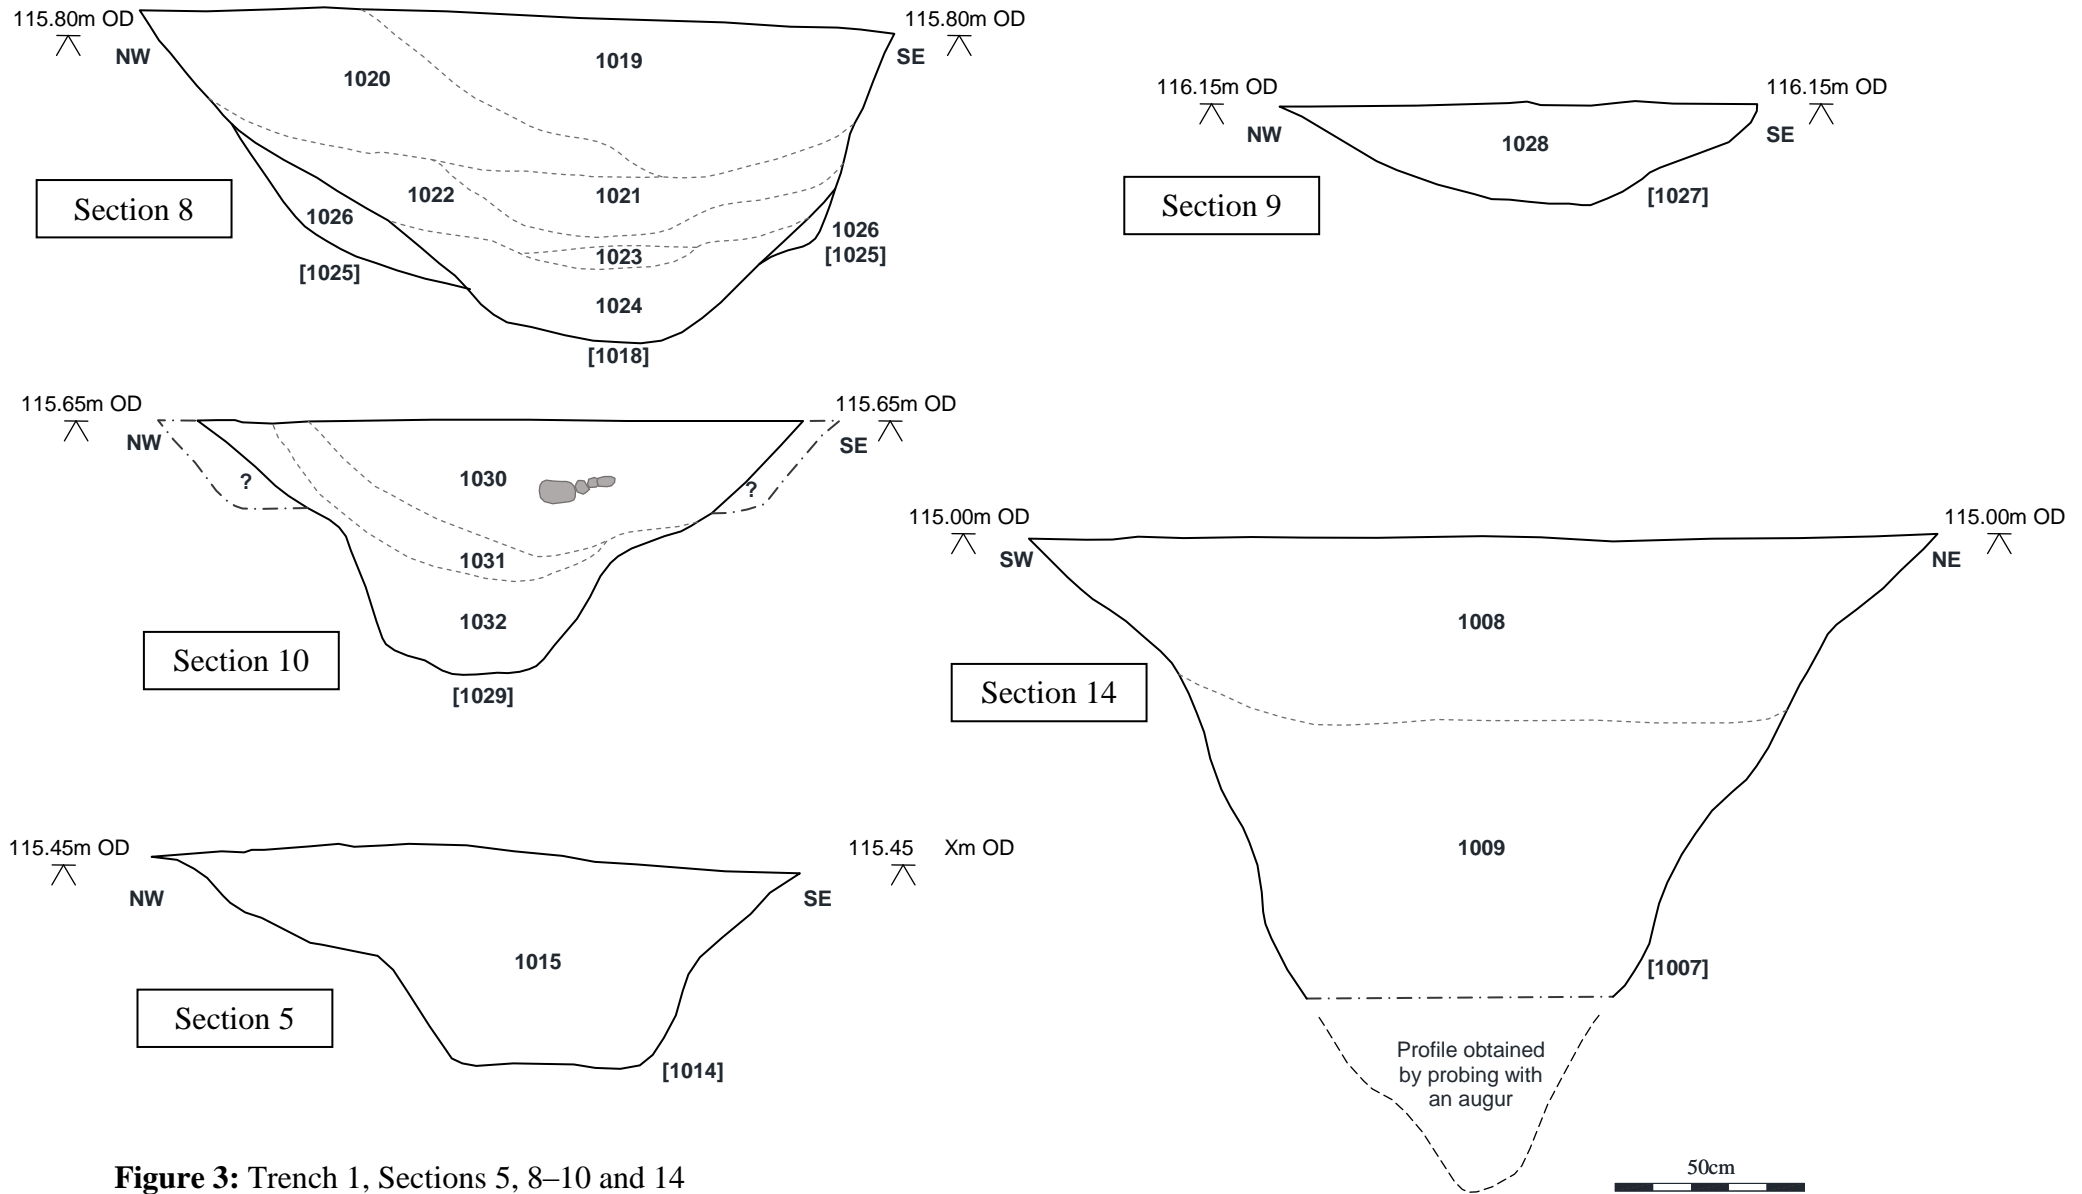 115.80m OD
115.80m OD
NW
SE
1020
1019
1022
1021
1026
1026
[1025]
1023
[1025]
1024
[1018]
Section 8
116.15m OD
116.15m OD
NW
SE
1028
[1027]
Section 9
115.65m OD
115.65m OD
NW
SE
?
?
1030
1031
1032
[1029]
Section 10
115.00m OD
115.00m OD
SW
NE
1008
Section 14
1009
[1007]
Profile obtained
by probing with
an augur
115.45m OD
115.45 Xm OD
NW
SE
1015
[1014]
Section 5
50cm
Figure 3: Trench 1, Sections 5, 8–10 and 14